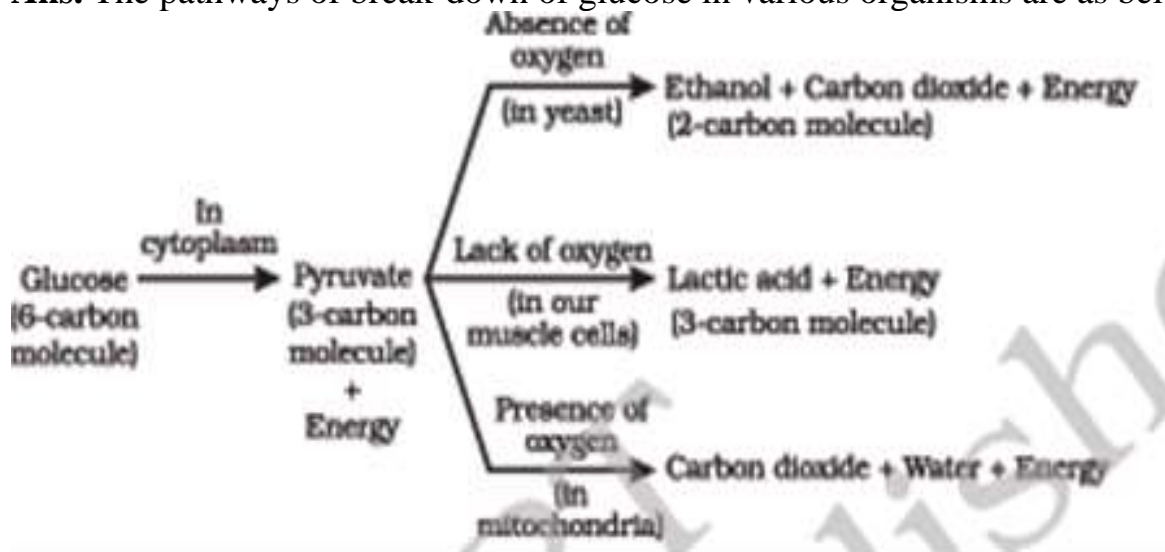 Ans. The pathways of break-down of glucose in various organisms are as
Absence of
oxygen
(in yeast)
Ethanol + Carbon dioxide + Energy
(2-carbon molecule)
In
cytoplasm
Glucose
(6-carbon
molecule)
Pyruvate
(3-carbon
molecule)
+
Energy
Lack of oxygen
(in our
muscle cells)
Lactic acid + Energy
(3-carbon molecule)
Presence of
oxygen
(in
mitochondria)
Carbon dioxide + Water + Energy